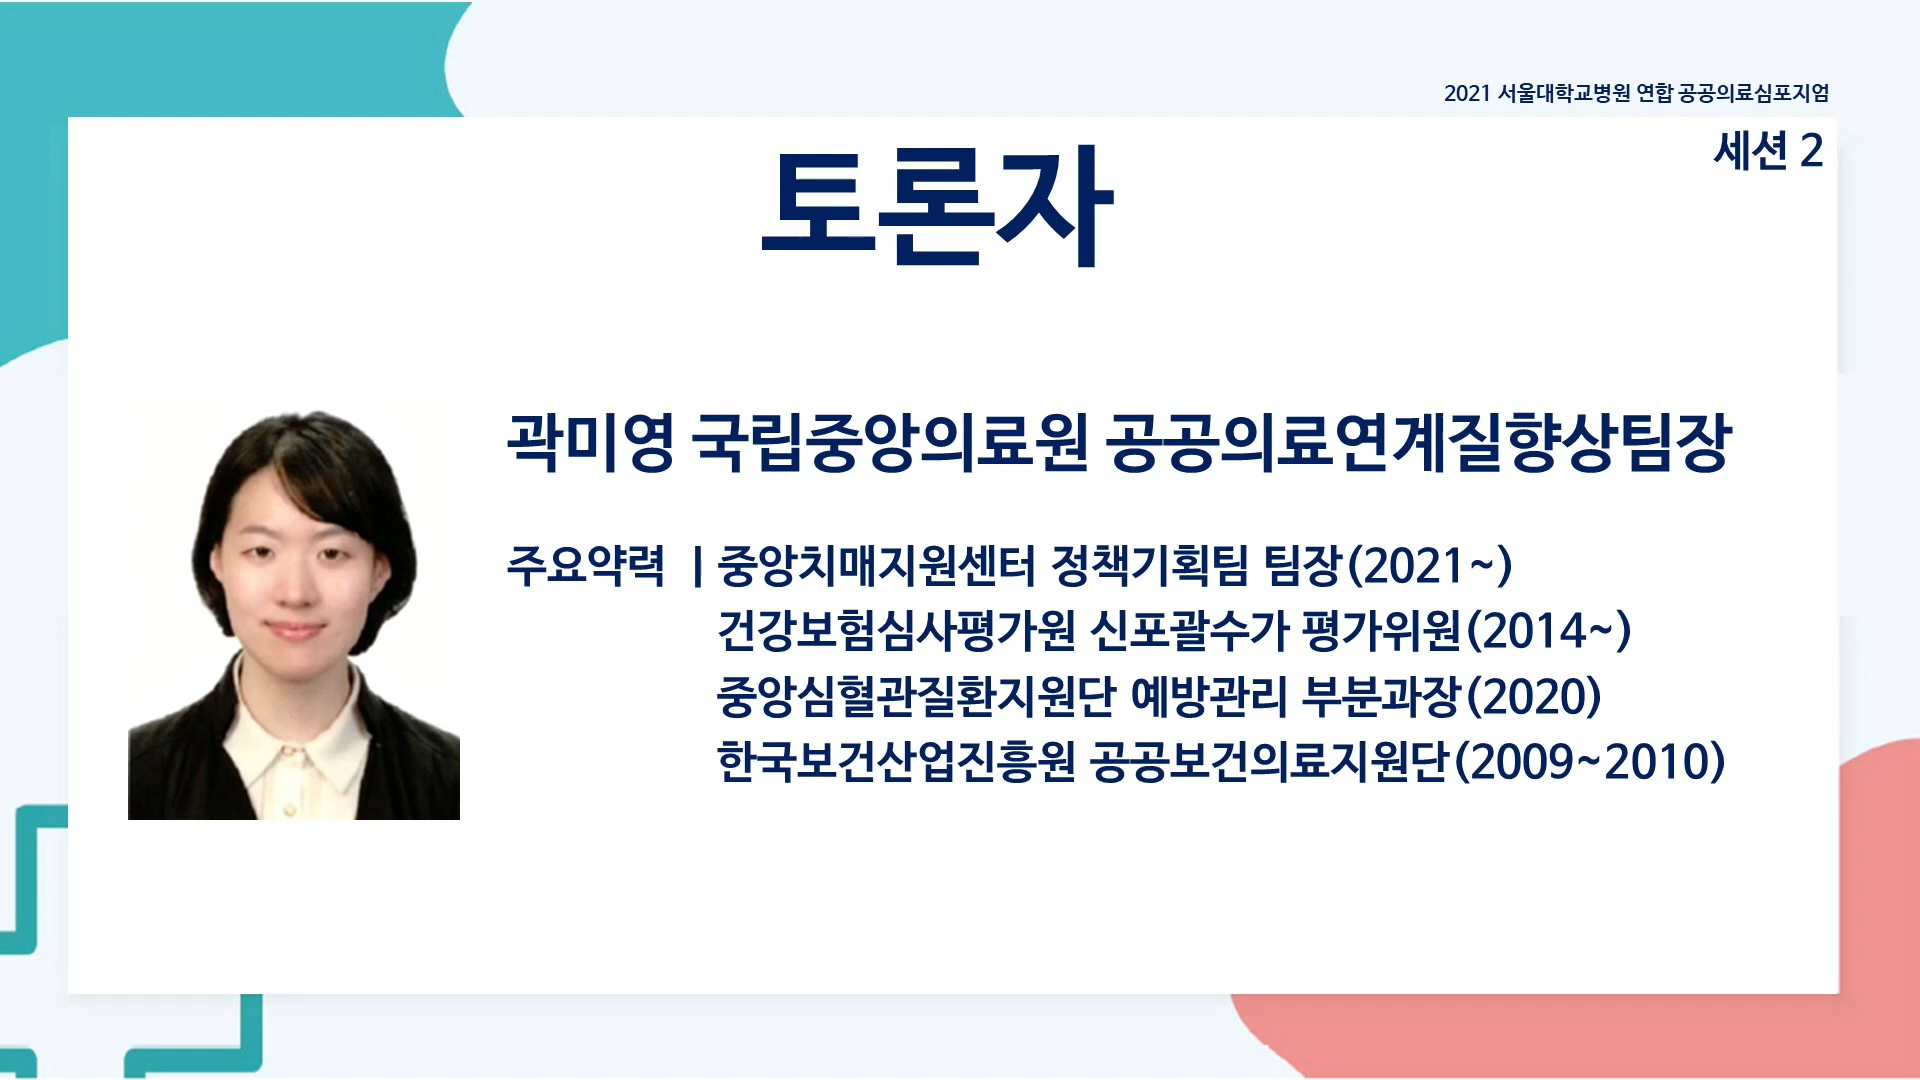 2021 서울대학교병원 연합 공공의료심포지엄
세션 2
토론자
곽미영 국립중앙의료원 공공의료연계질향상팀장
주요약력 | 중앙치매지원센터 정책기획팀 팀장(2021~)
건강보험심사평가원 신포괄수가 평가위원(2014~)
중앙심혈관질환지원단 예방관리 부분과장(2020)
한국보건산업진흥원 공공보건의료지원단(2009~2010)